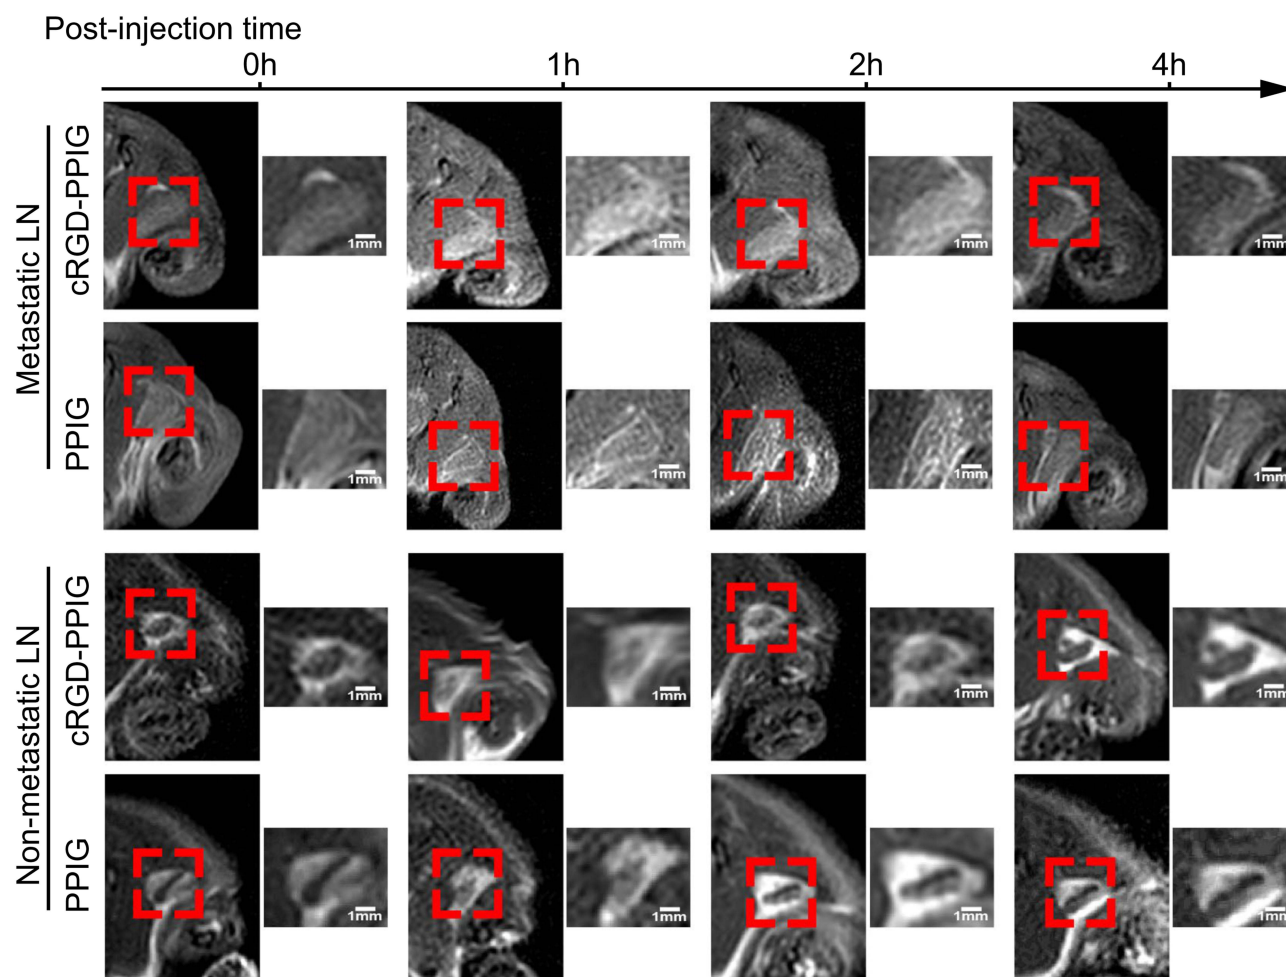 Post-injection time
0h 1h 2h 4h
Metastatic LN
cRGD-PPIG
1mm 1mm 1mm 1mm
PPIG
1mm 1mm 1mm 1mm
Non-metastatic LN
cRGD-PPIG
1mm 1mm 1mm 1mm
PPIG
1mm 1mm 1mm 1mm